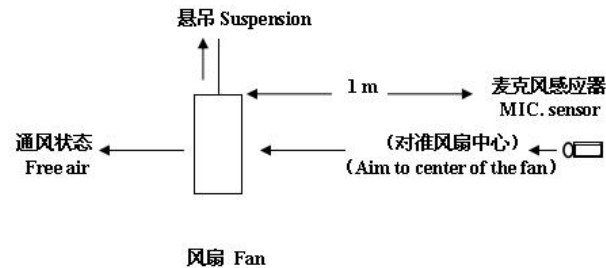 悬吊 Suspension
1 m
麦克风感应器
MIC. sensor
通风状态
Free air
(对准风扇中心)
(Aim to center of the fan)
风扇 Fan